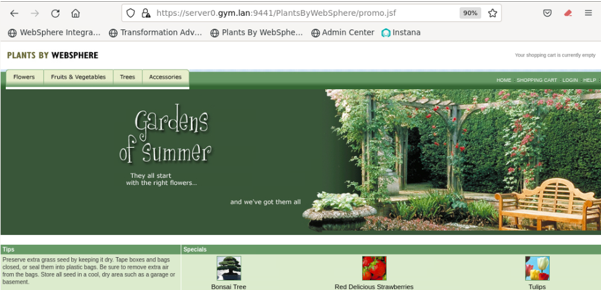 https://server0.gym.lan:9441/PlantsByWebSphere/promo.jsf
90%
WebSphere Integra... Transformation Adv... Plants By WebSphe... Admin Center Instana
PLANTS BY WEBSPHERE
Your shopping cart is currently empty
Flowers Fruits & Vegetables Trees Accessories
HOME SHOPPING CART LOGIN HELP
Gardens
of summer
They all start
with the right flowers...
and we've got them all
Tips
Preserve extra grass seed by keeping it dry. Tape boxes and bags
closed, or seal them into plastic bags. Be sure to remove extra air
from the bags. Store all seed in a cool, dry area such as a garage or
basement.
Specials
Bonsai Tree Red Delicious Strawberries Tulips